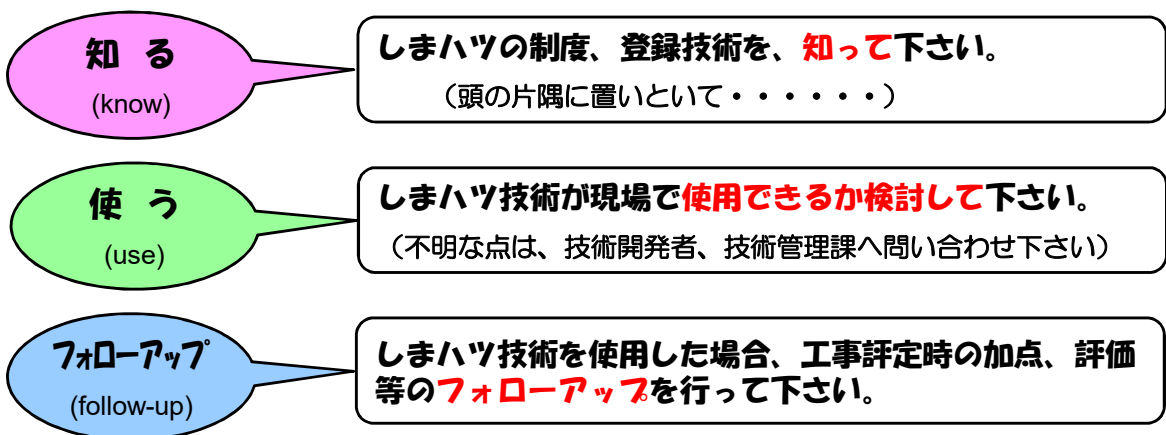 知 る
(know)
しまハツの制度、登録技術を、知って下さい。
（頭の片隅に置いといて・・・・・・）
使 う
(use)
しまハツ技術が現場で使用できるか検討して下さい。
（不明な点は、技術開発者、技術管理課へ問い合わせ下さい）
フォローアップ
(follow-up)
しまハツ技術を使用した場合、工事評定時の加点、評価
等のフォローアップを行って下さい。